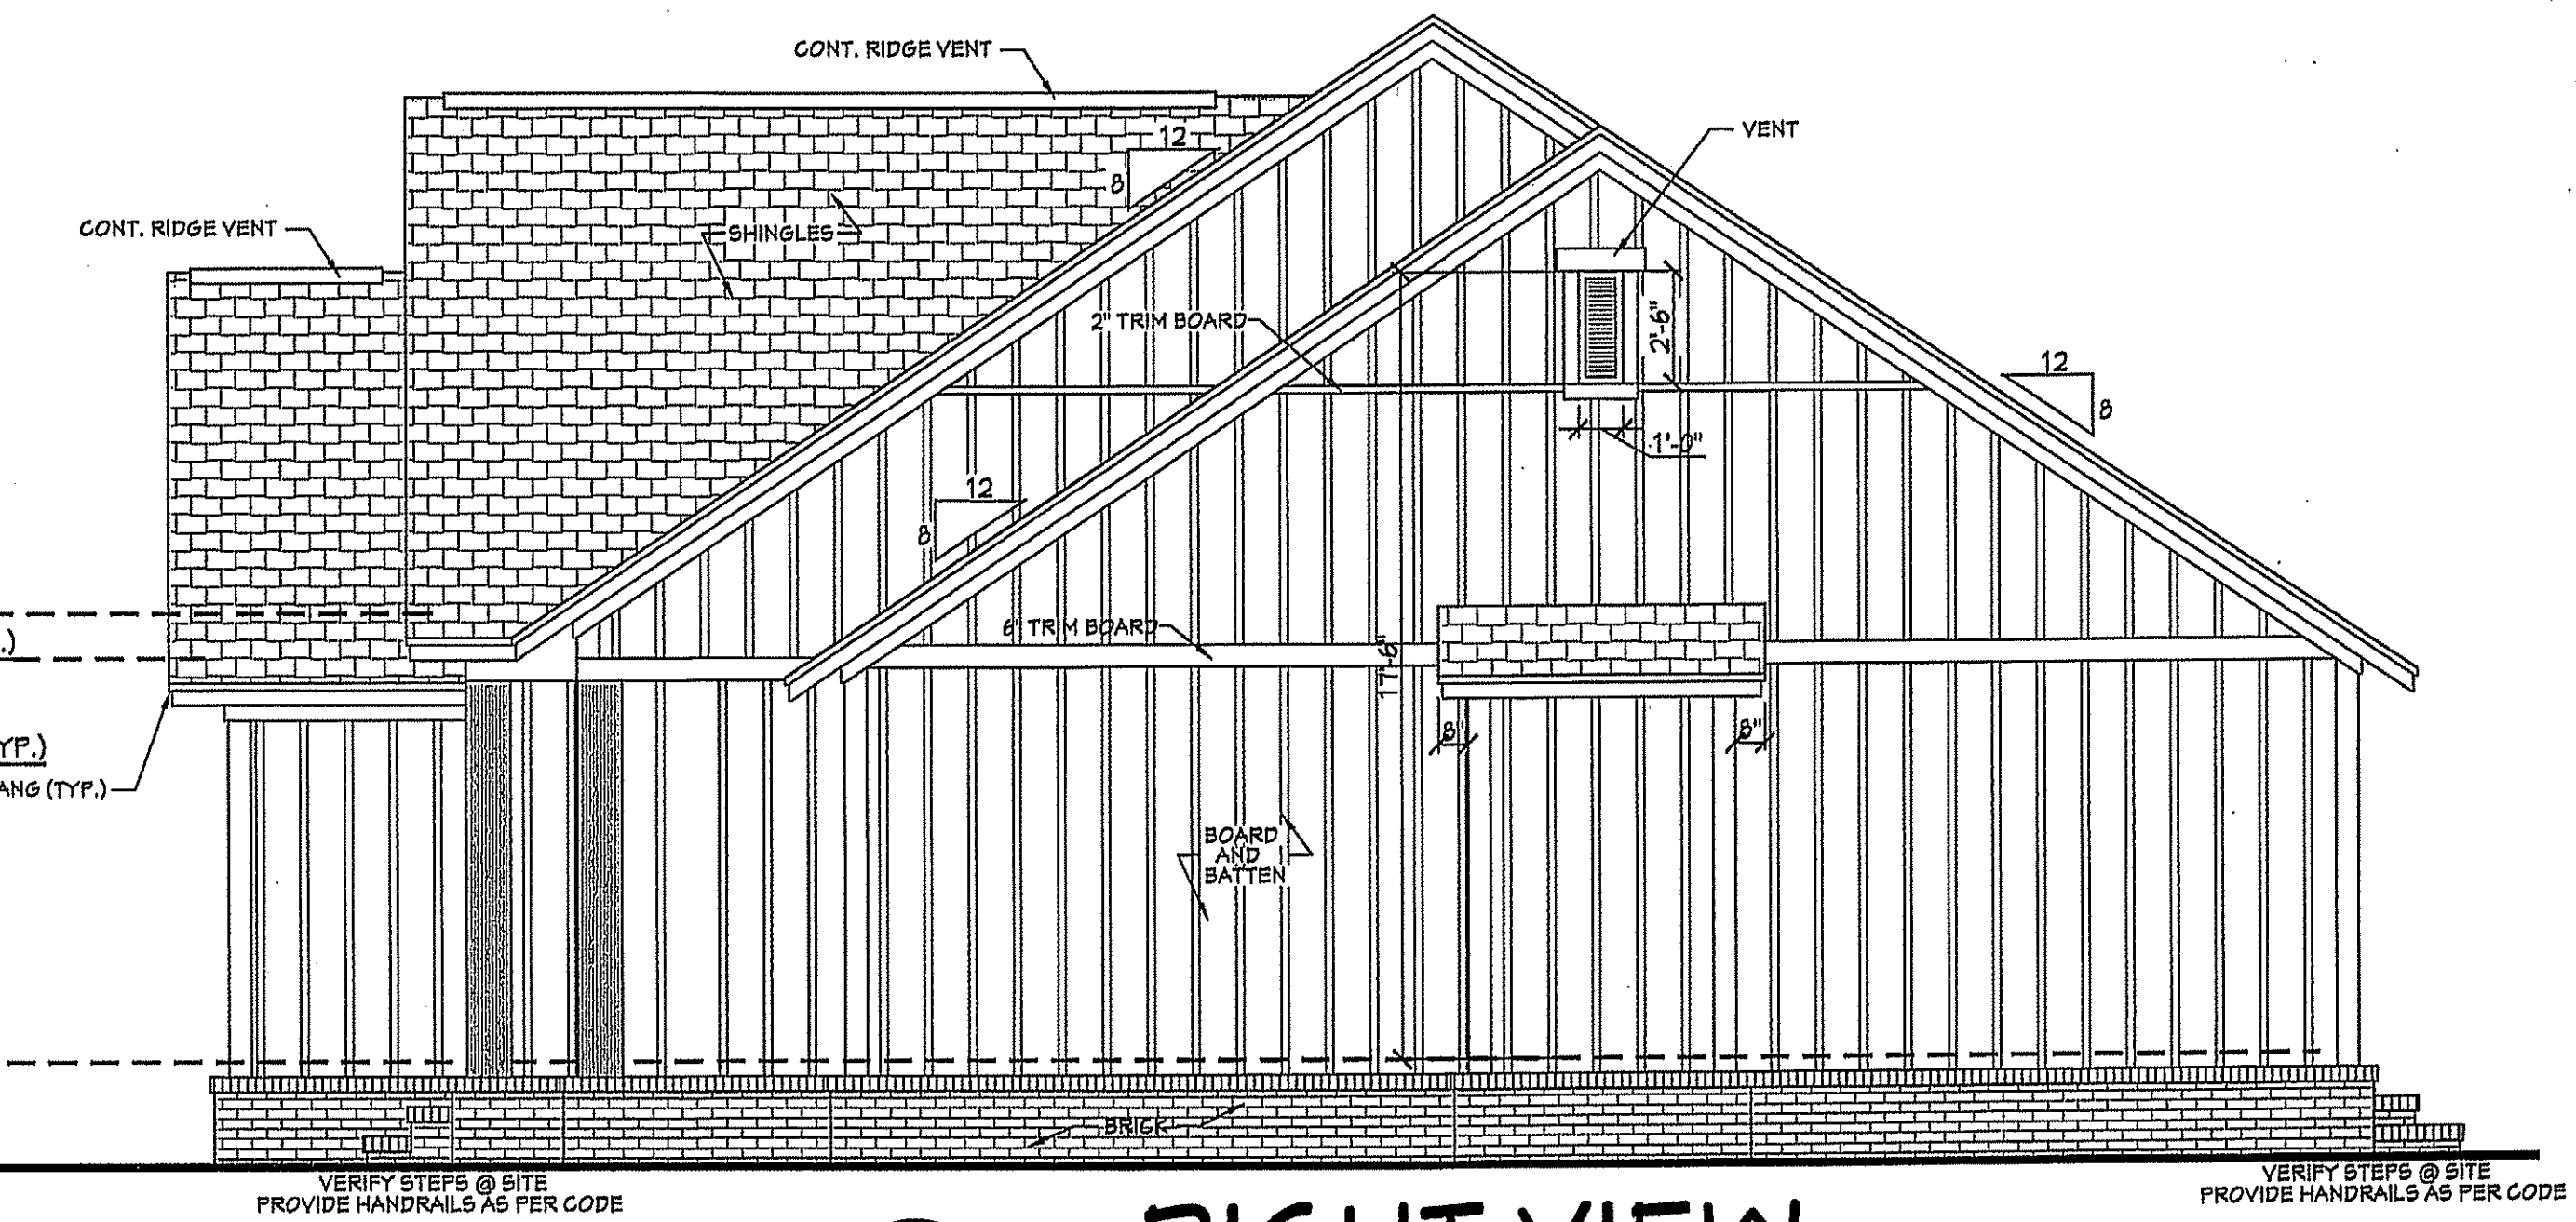 CONT. RIDGE VENT
12
8
VENT
CONT. RIDGE VENT
SHINGLES
2" TRIM BOARD
2'-6"
12
8
1'-0"
12
8
.)
6" TRIM BOARD
17'-6"
8"
8"
YP.)
ANG (TYP.)
BOARD
AND
BATTEN
BRICK
VERIFY STEPS @ SITE
PROVIDE HANDRAILS AS PER CODE
VERIFY STEPS @ SITE
PROVIDE HANDRAILS AS PER CODE
RIGHT VIEW